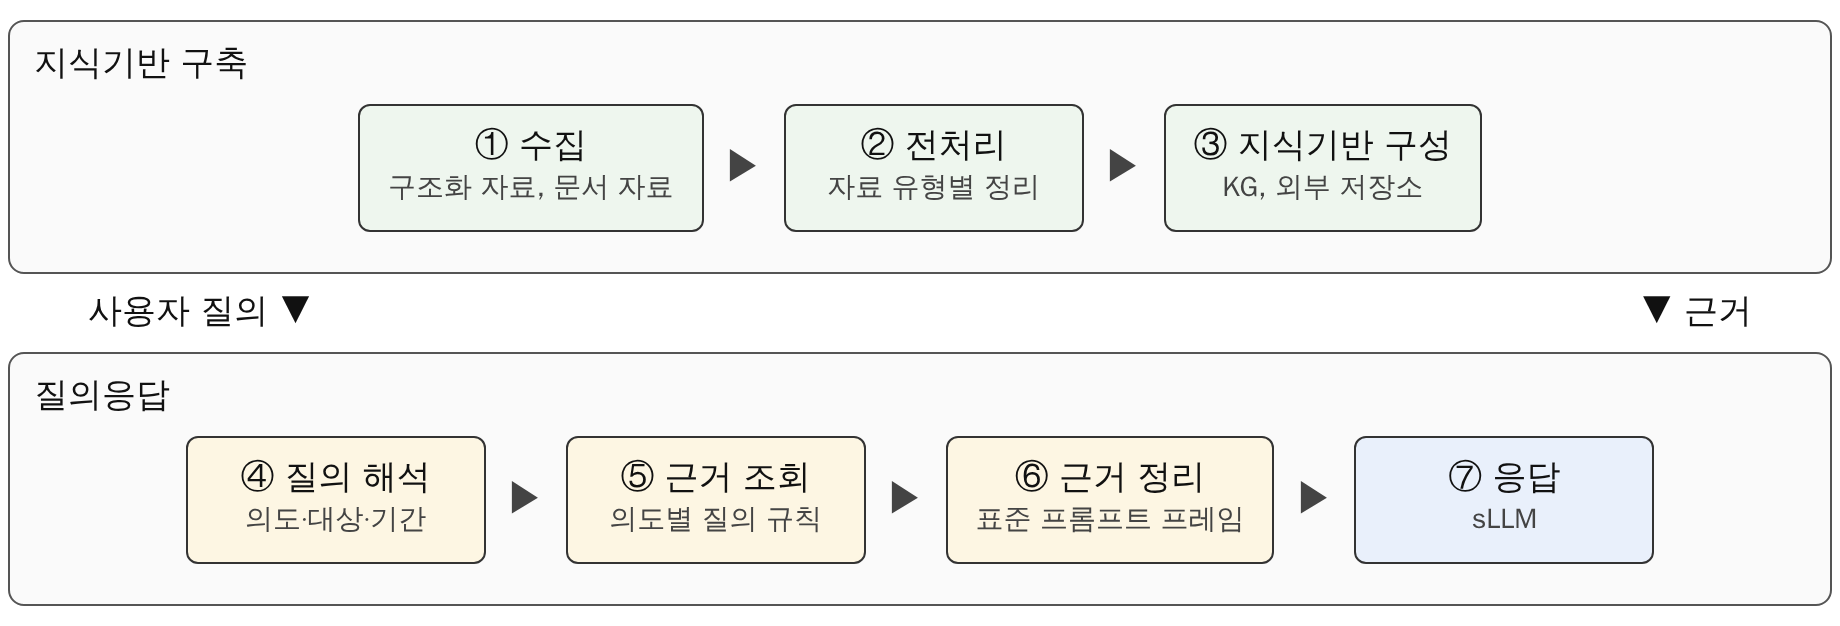 지식기반 구축
① 수집
구조화 자료, 문서 자료
▶
② 전처리
자료 유형별 정리
▶
③ 지식기반 구성
KG, 외부 저장소
사용자 질의 ▼
▼ 근거
질의응답
④ 질의 해석
의도·대상·기간
▶
⑤ 근거 조회
의도별 질의 규칙
▶
⑥ 근거 정리
표준 프롬프트 프레임
▶
⑦ 응답
sLLM